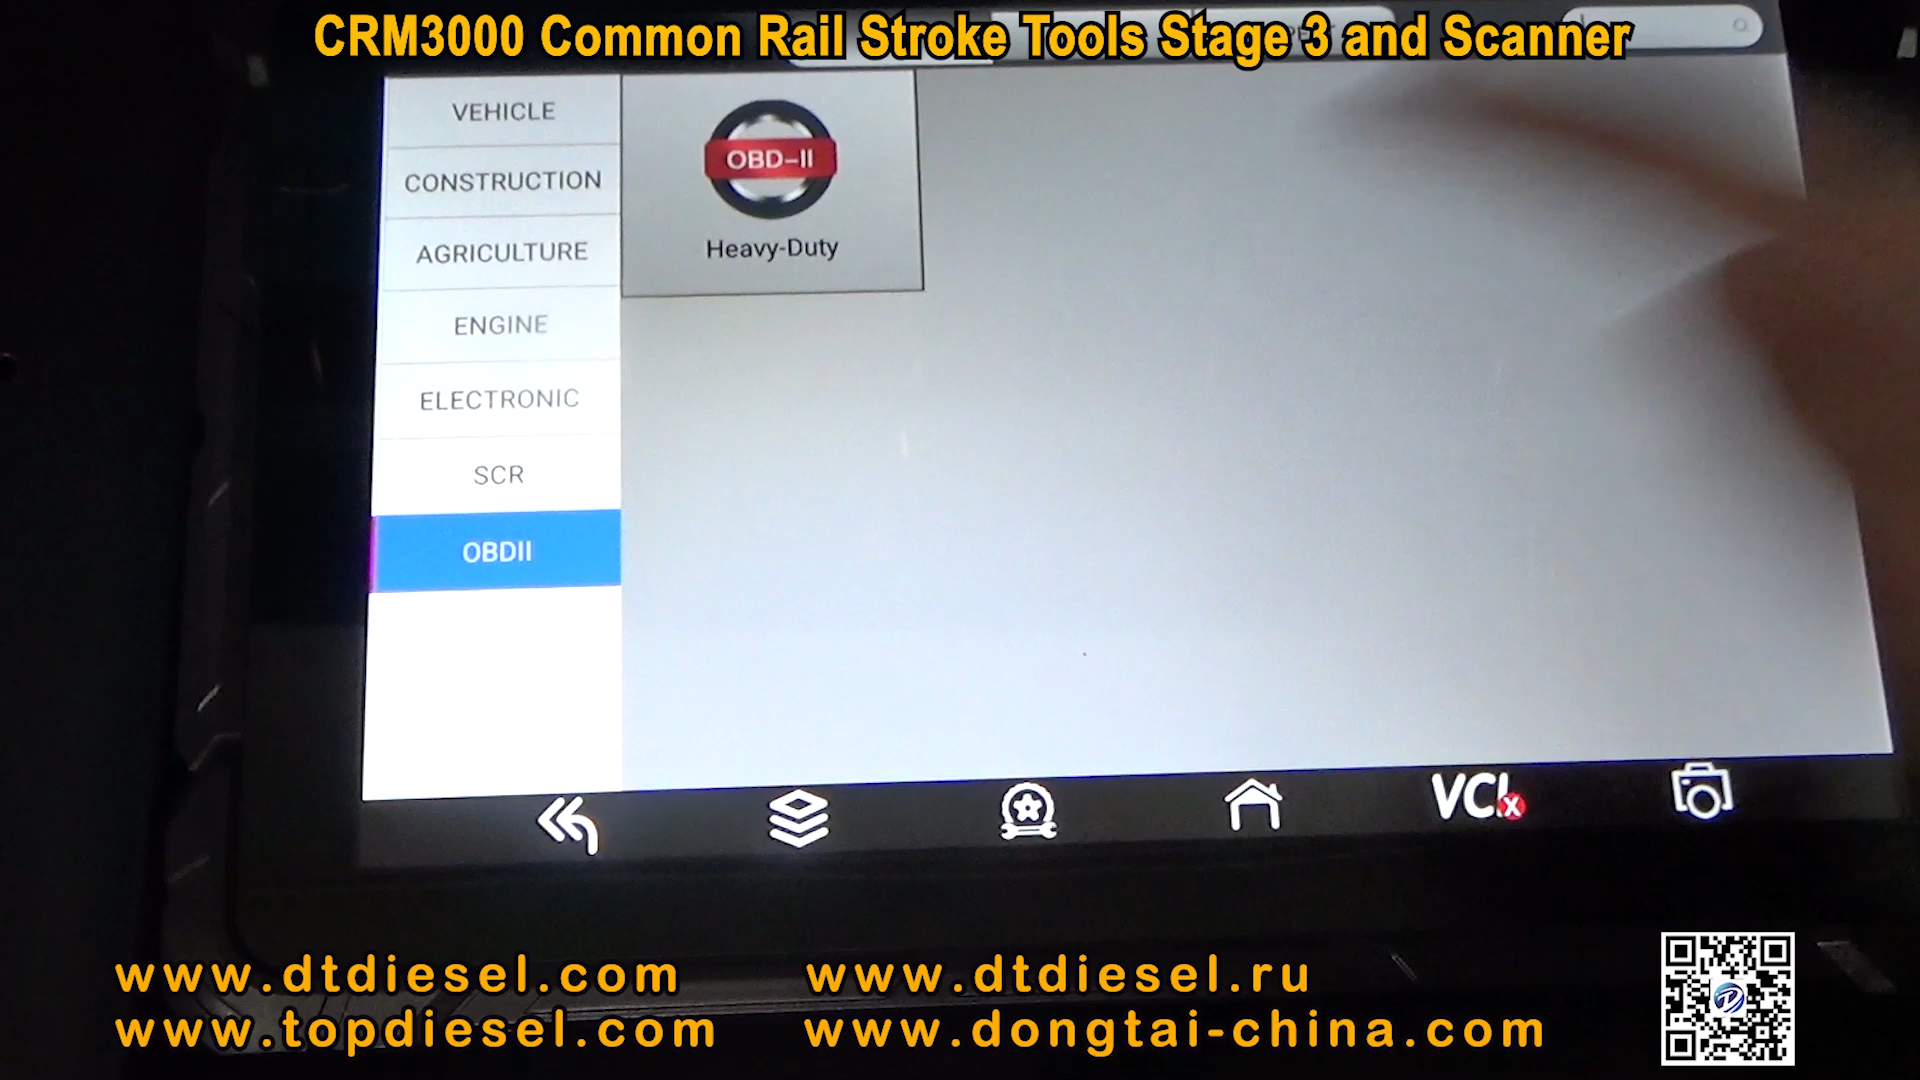 CRM3000 Common Rail Stroke Tools Stage 3 and Scanner
VEHICLE
CONSTRUCTION
AGRICULTURE
ENGINE
ELECTRONIC
SCR
OBDII
OBD-II
Heavy-Duty
VCI
www.dtdiesel.com
www.dtdiesel.ru
www.topdiesel.com
www.dongtai-china.com